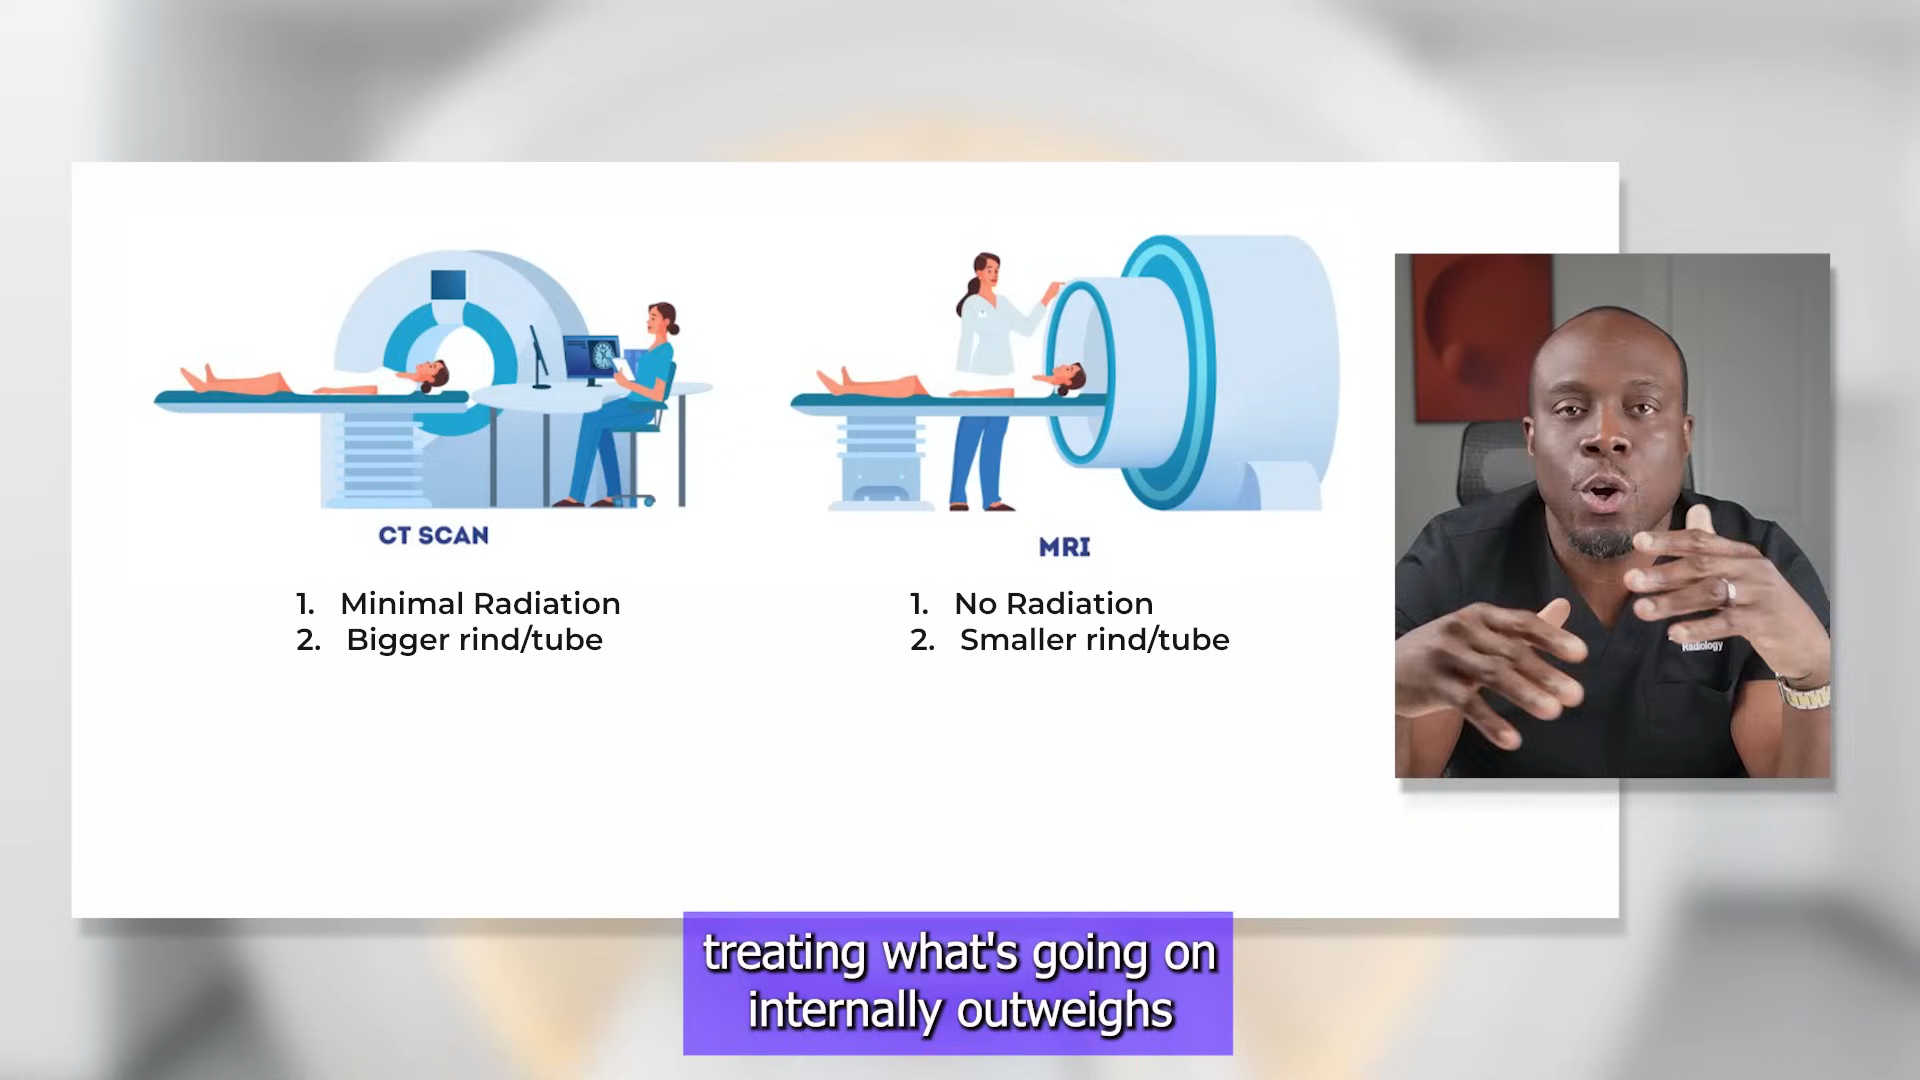 CT SCAN
1. Minimal Radiation
2. Bigger rind/tube
MRI
1. No Radiation
2. Smaller rind/tube
Radiology
treating what's going on
internally outweighs